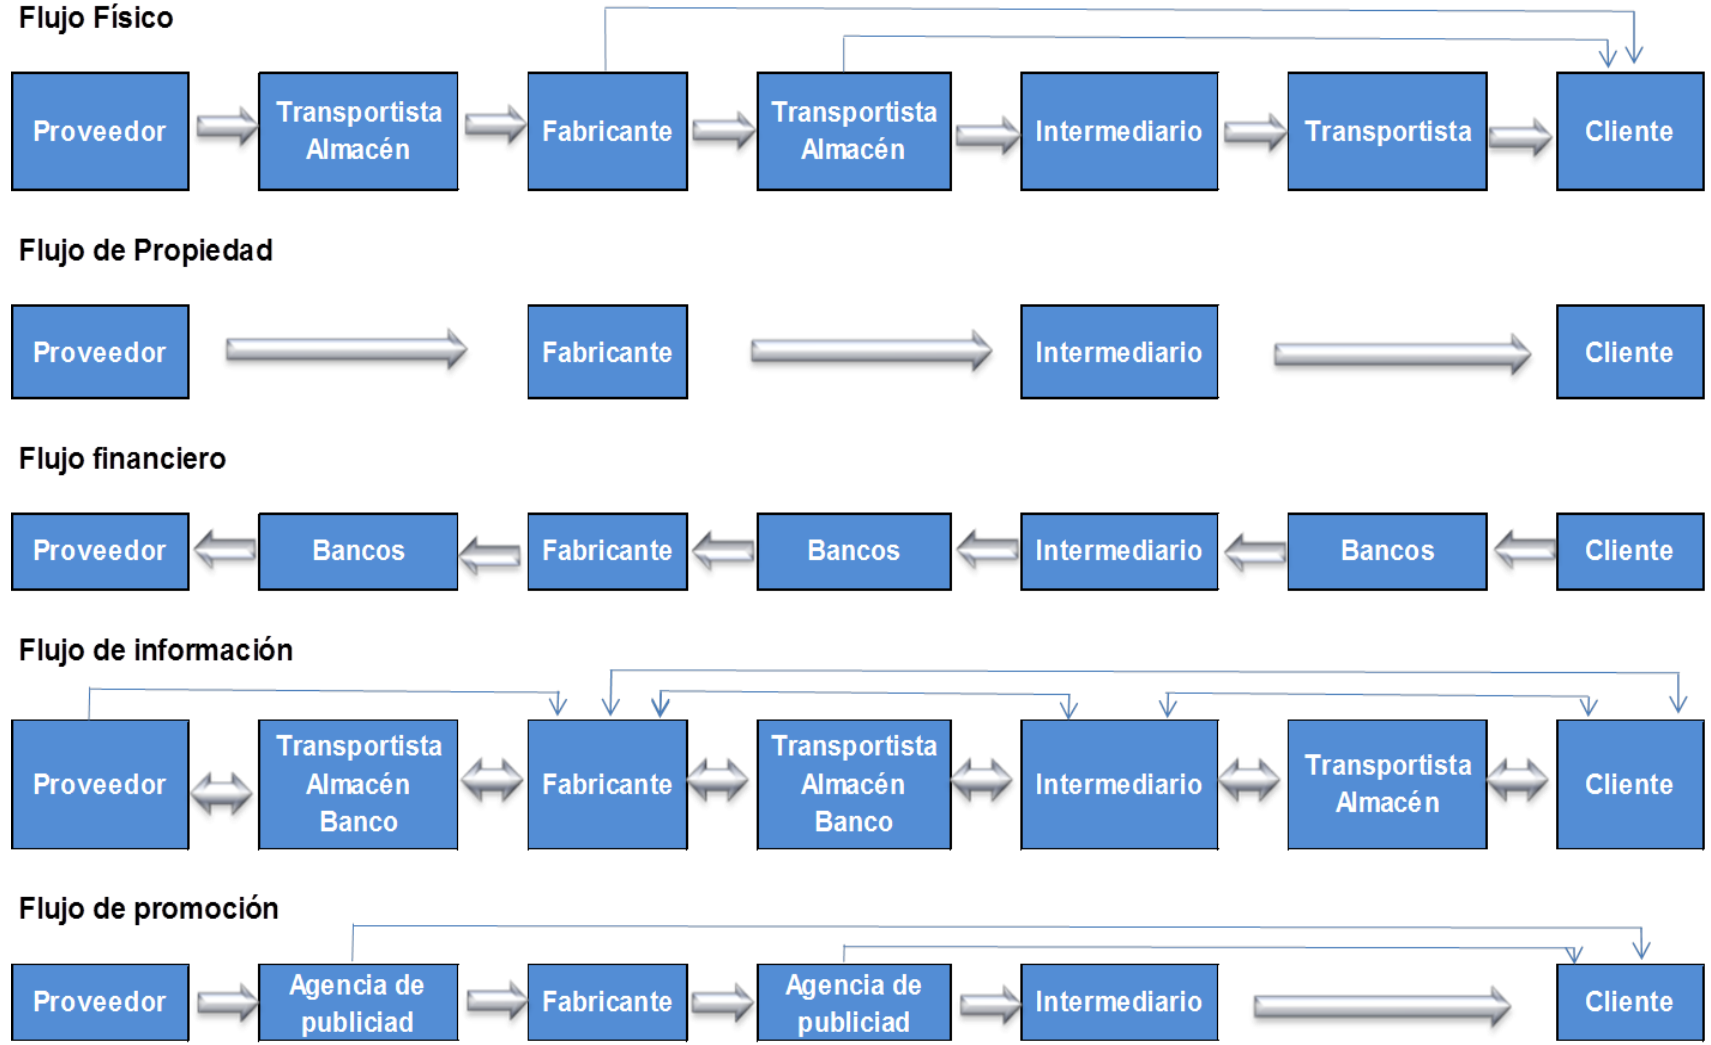 Flujo Físico
Proveedor
Transportista
Almacén
Fabricante
Transportista
Almacén
Intermediario
Transportista
Cliente
Flujo de Propiedad
Proveedor
Fabricante
Intermediario
Cliente
Flujo financiero
Proveedor
Bancos
Fabricante
Bancos
Intermediario
Bancos
Cliente
Flujo de información
Proveedor
Transportista
Almacén
Banco
Fabricante
Transportista
Almacén
Banco
Intermediario
Transportista
Almacén
Cliente
Flujo de promoción
Proveedor
Agencia de
publiciad
Fabricante
Agencia de
publiciad
Intermediario
Cliente